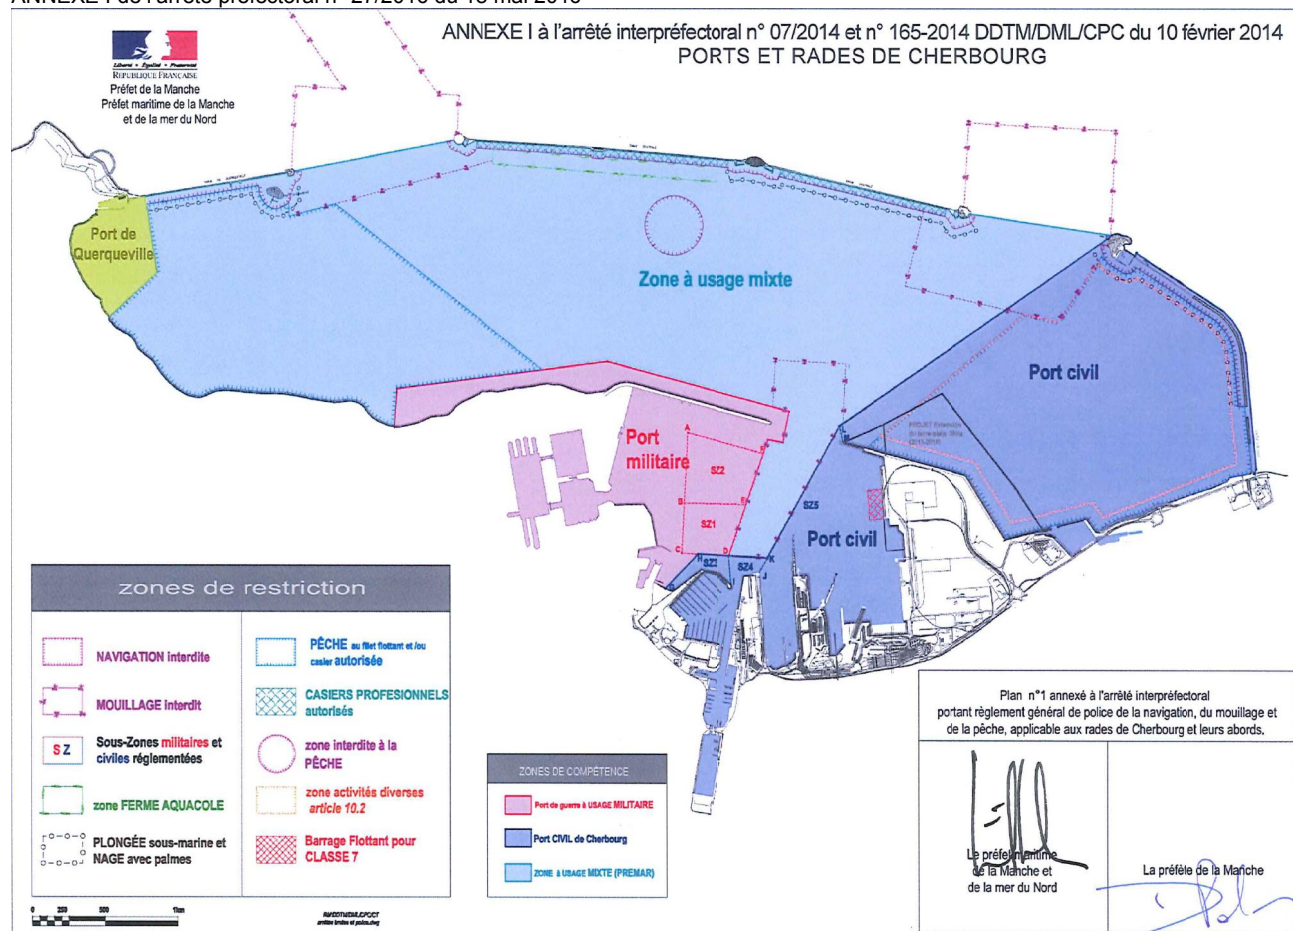 ANNEXE I à l'arrêté interpréfectoral n° 07/2014 et n° 165-2014 DDTM/DML/CPC du 10 février 2014
PORTS ET RADES DE CHERBOURG
Liberté • Égalité • Fraternité
RÉPUBLIQUE FRANÇAISE
Préfet de la Manche
Préfet maritime de la Manche
et de la mer du Nord
Port de
Querqueville
Zone à usage mixte
Port civil
Port
militaire
A
SZ2
B
E
SZ1
C
D
H
SZ4
K
J
SZ5
Port civil
zones de restriction
NAVIGATION interdite
MOUILLAGE interdit
SZ
Sous-Zones militaires et
civiles réglementées
zone FERME AQUACOLE
PLONGÉE sous-marine et
NAGE avec palmes
PÊCHE au filet flottant et /ou
casier autorisée
CASIERS PROFESIONNELS
autorisés
zone interdite à la
PÊCHE
zone activités diverses
article 10.2
Barrage Flottant pour
CLASSE 7
ZONES DE COMPÉTENCE
Port de guerre à USAGE MILITAIRE
Port CIVIL de Cherbourg
ZONE à USAGE MIXTE (PREMAR)
0 250 500 1km
Plan n°1 annexé à l'arrêté interpréfectoral
portant règlement général de police de la navigation, du mouillage et
de la pêche, applicable aux rades de Cherbourg et leurs abords.
Le préfet maritime
de la Manche et
de la mer du Nord
La préfète de la Manche